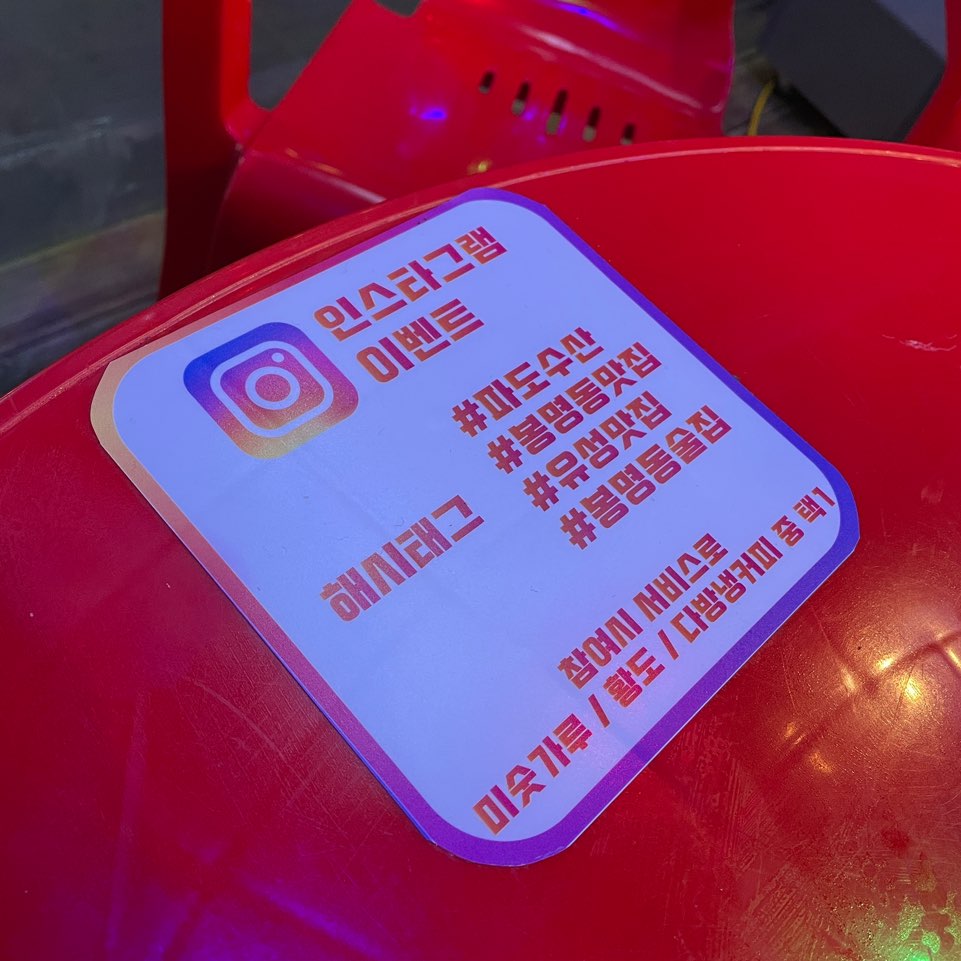 인스타그램
이벤트
#파도수산
#봉명동맛집
#유성맛집
#봉명동술집
해시태그
참여시 서비스로
미숫가루 / 황도 / 다방냉커피 중 택1